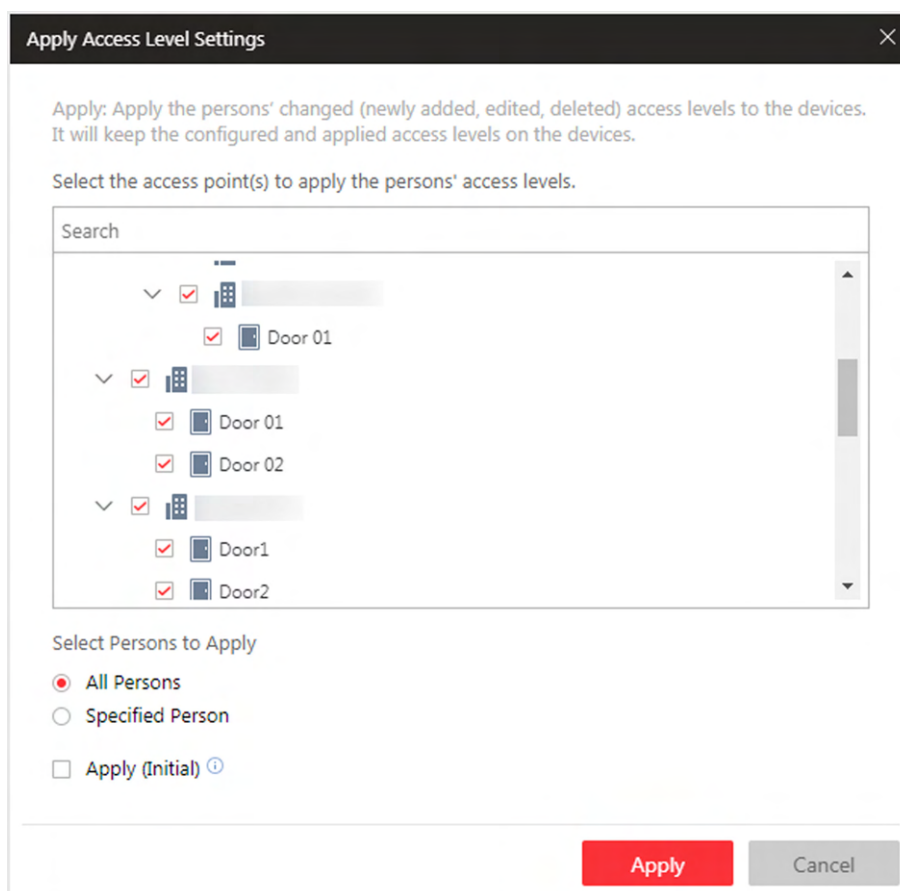 Apply Access Level Settings
Apply: Apply the persons' changed (newly added, edited, deleted) access levels to the devices.
It will keep the configured and applied access levels on the devices.
Select the access point(s) to apply the persons' access levels.
Search
Door 01
Door 01
Door 02
Door1
Door2
Select Persons to Apply
All Persons
Specified Person
Apply (Initial)
Apply
Cancel